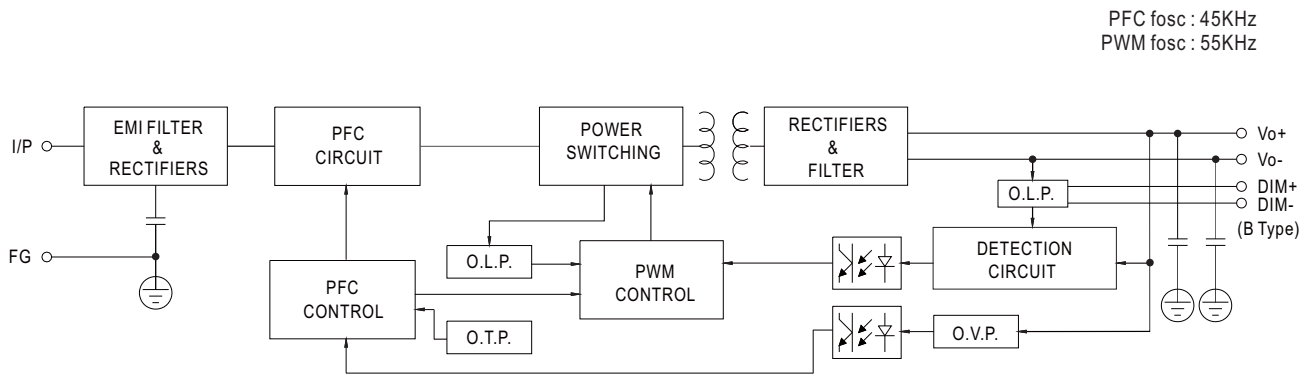 PFC fosc : 45KHz
PWM fosc : 55KHz
I/P
EMI FILTER
&
RECTIFIERS
PFC
CIRCUIT
POWER
SWITCHING
RECTIFIERS
&
FILTER
Vo+
Vo-
DIM+
DIM-
(B Type)
O.L.P.
FG
O.L.P.
PFC
CONTROL
PWM
CONTROL
DETECTION
CIRCUIT
O.T.P.
O.V.P.